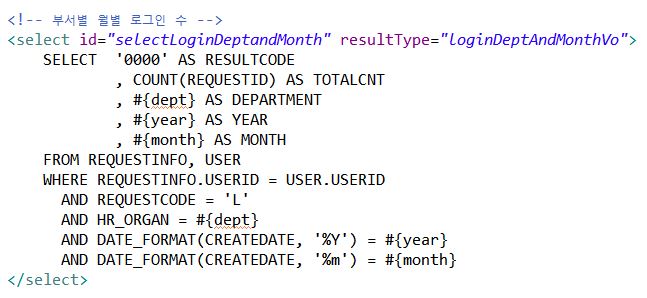 <!-- 부서별 월별 로그인 수 -->
<select id="selectLoginDeptandMonth" resultType="loginDeptAndMonthVo">
SELECT '0000' AS RESULTCODE
, COUNT(REQUESTID) AS TOTALCNT
, #{dept} AS DEPARTMENT
, #{year} AS YEAR
, #{month} AS MONTH
FROM REQUESTINFO, USER
WHERE REQUESTINFO.USERID = USER.USERID
AND REQUESTCODE = 'L'
AND HR_ORGAN = #{dept}
AND DATE_FORMAT(CREATEDATE, '%Y') = #{year}
AND DATE_FORMAT(CREATEDATE, '%m') = #{month}
</select>